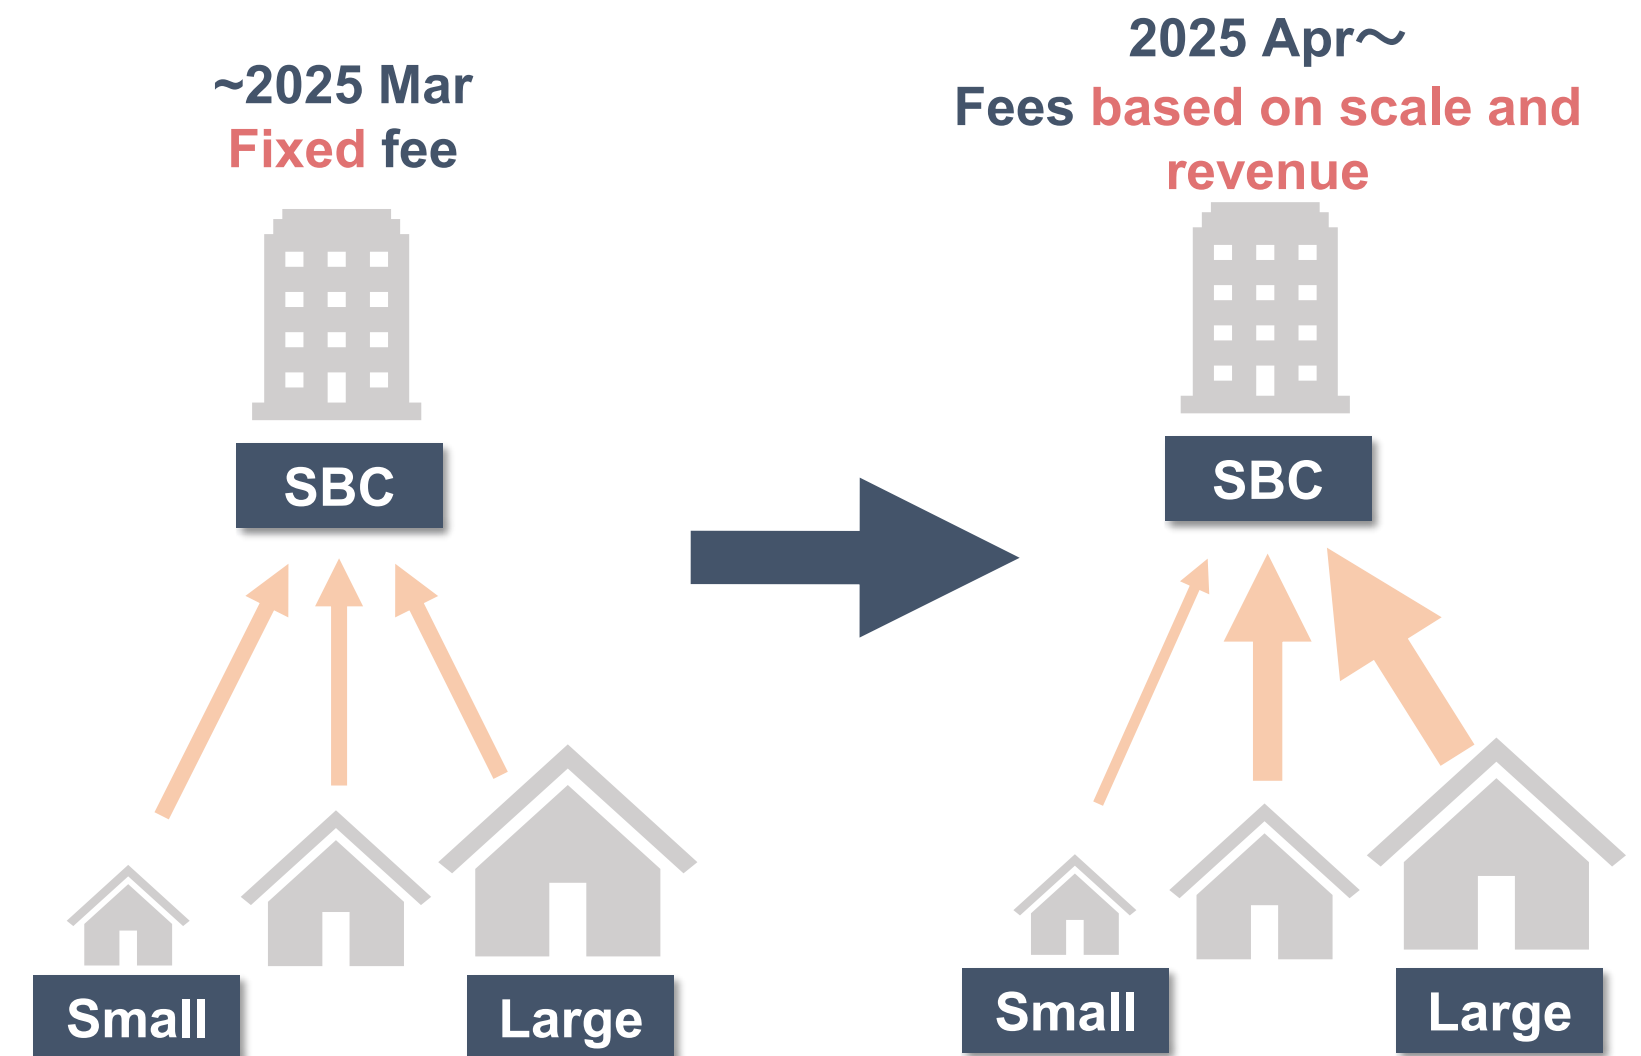 ~2025 Mar
Fixed fee
SBC
Small
Large
2025 Apr～
Fees based on scale and
revenue
SBC
Small
Large